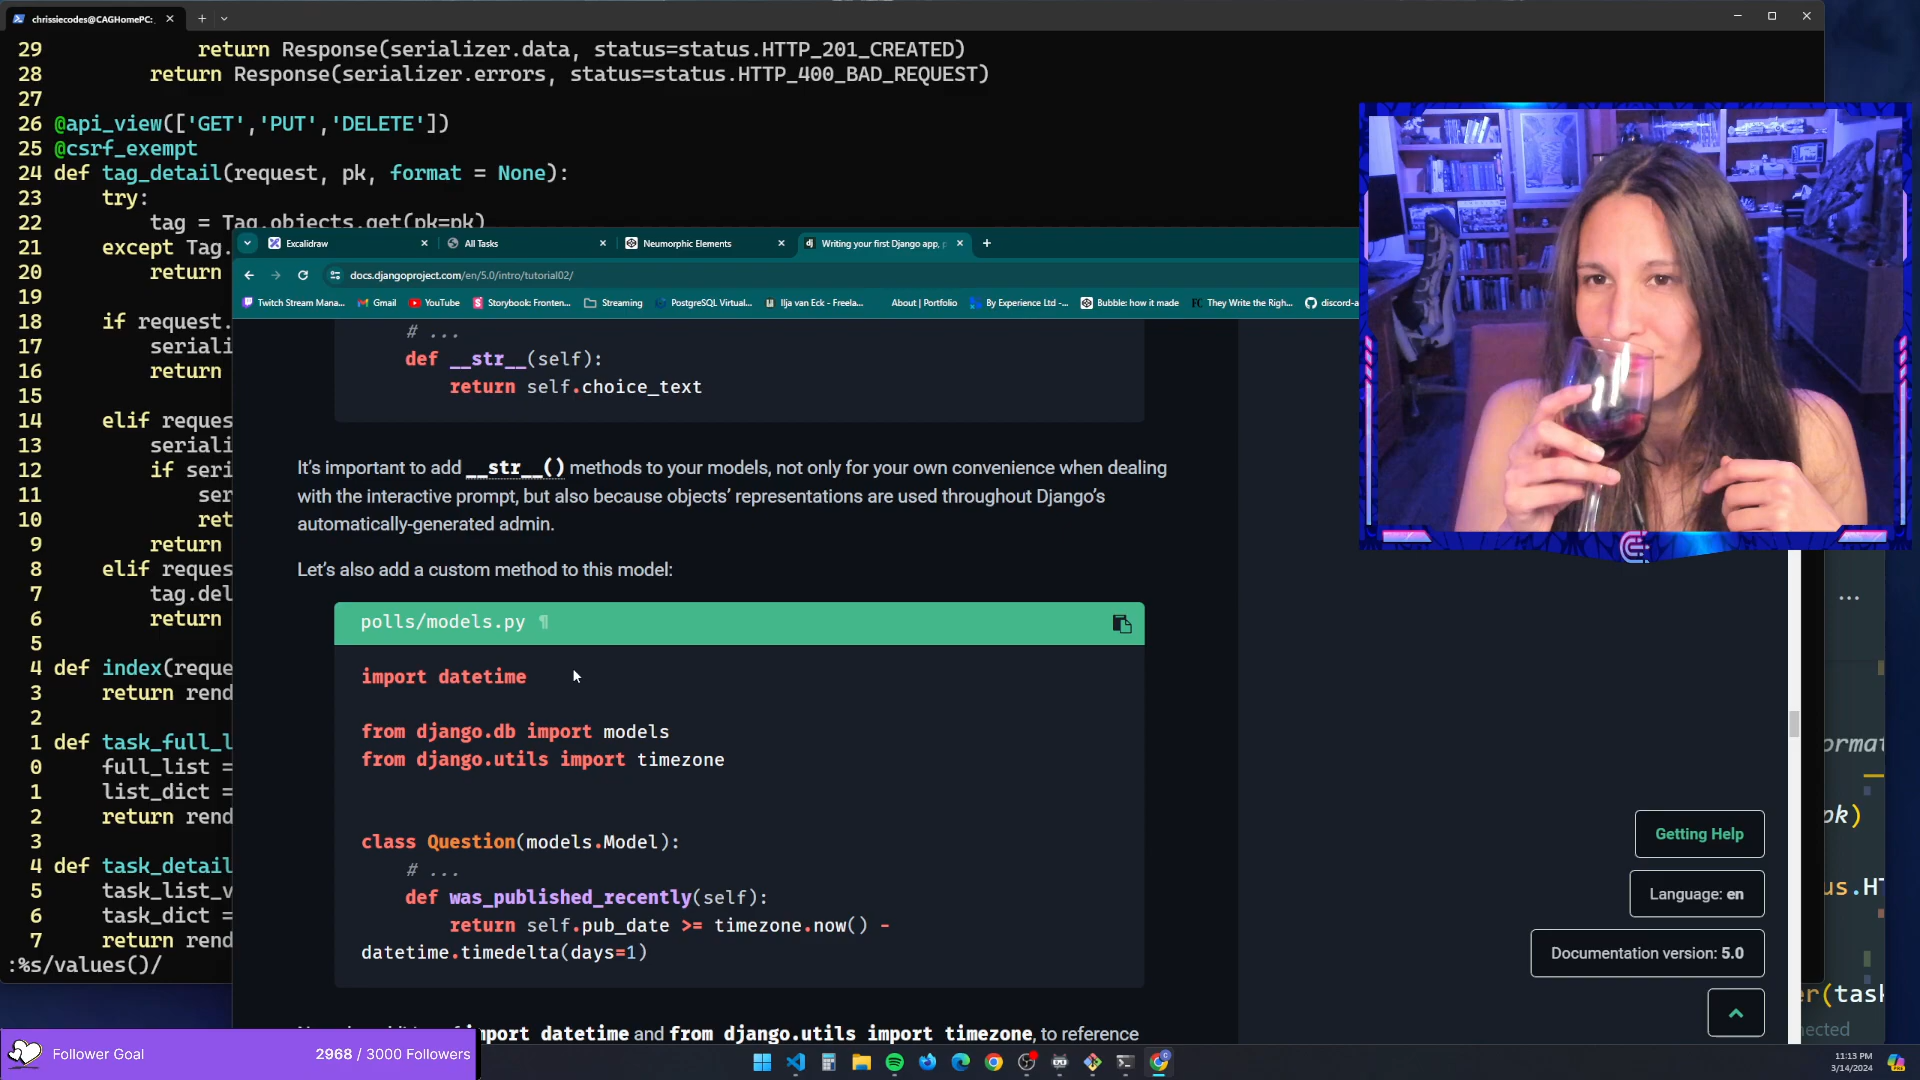 chrissiecodes@CAGHomePC:
29 return Response(serializer.data, status=status.HTTP_201_CREATED)
28 return Response(serializer.errors, status=status.HTTP_400_BAD_REQUEST)
27
26 @api_view(['GET','PUT','DELETE'])
25 @csrf_exempt
24 def tag_detail(request, pk, format = None):
23 try:
22 tag = Tag.objects.get(pk=pk)
21 except Tag.
20 return
19
18 if request.
17 seriali
16 return
15
14 elif reques
13 seriali
12 if seri
11 ser
10 ret
9 return
8 elif reques
7 tag.del
6 return
5
4 def index(reque
3 return rend
2
1 def task_full_l
0 full_list =
1 list_dict =
2 return rend
3
4 def task_detail
5 task_list_v
6 task_dict =
7 return rend
:%s/values()/
Excalidraw
All Tasks
Neumorphic Elements
dj Writing your first Django app, p
docs.djangoproject.com/en/5.0/intro/tutorial02/
Twitch Stream Mana...
Gmail
YouTube
Storybook: Fronten...
Streaming
PostgreSQL Virtual...
Ilja van Eck - Freela...
About | Portfolio
By Experience Ltd -...
Bubble: how it made
FC They Write the Righ...
discord-a
# ...
def __str__(self):
return self.choice_text
It’s important to add __str__() methods to your models, not only for your own convenience when dealing
with the interactive prompt, but also because objects’ representations are used throughout Django’s
automatically-generated admin.
Let’s also add a custom method to this model:
polls/models.py ¶
import datetime
from django.db import models
from django.utils import timezone
class Question(models.Model):
# ...
def was_published_recently(self):
return self.pub_date >= timezone.now() -
datetime.timedelta(days=1)
import datetime and from django.utils import timezone, to reference
Getting Help
Language: en
Documentation version: 5.0
ormat
pk)
us.HT
er(task
nected
Follower Goal
2968 / 3000 Followers
11:13 PM
3/14/2024